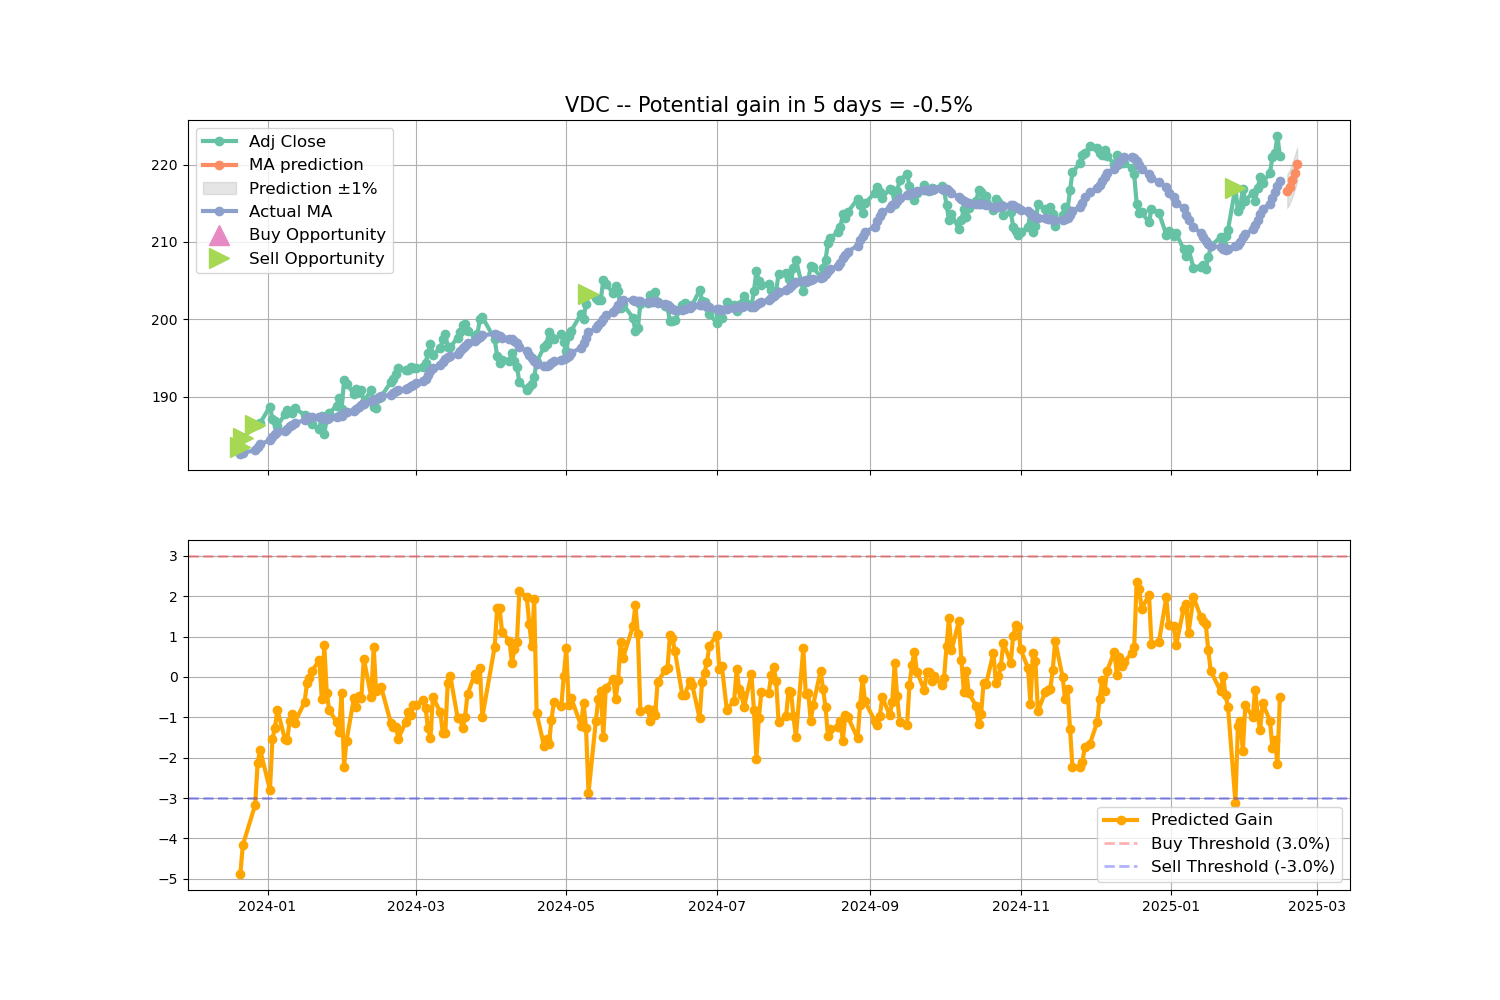 VDC -- Potential gain in 5 days = -0.5%
Adj Close
MA prediction
Prediction ±1%
Actual MA
Buy Opportunity
Sell Opportunity
220
210
200
190
3
2
1
0
−1
−2
−3
−4
−5
Predicted Gain
Buy Threshold (3.0%)
Sell Threshold (-3.0%)
2024-01 2024-03 2024-05 2024-07 2024-09 2024-11 2025-01 2025-03